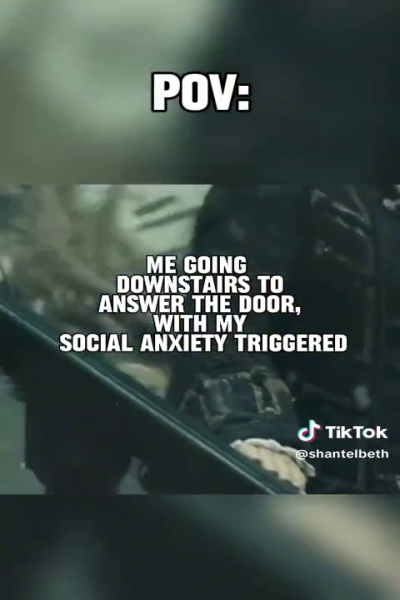 POV:
ME GOING
DOWNSTAIRS TO
ANSWER THE DOOR,
WITH MY
SOCIAL ANXIETY TRIGGERED
TikTok
@shantelbeth